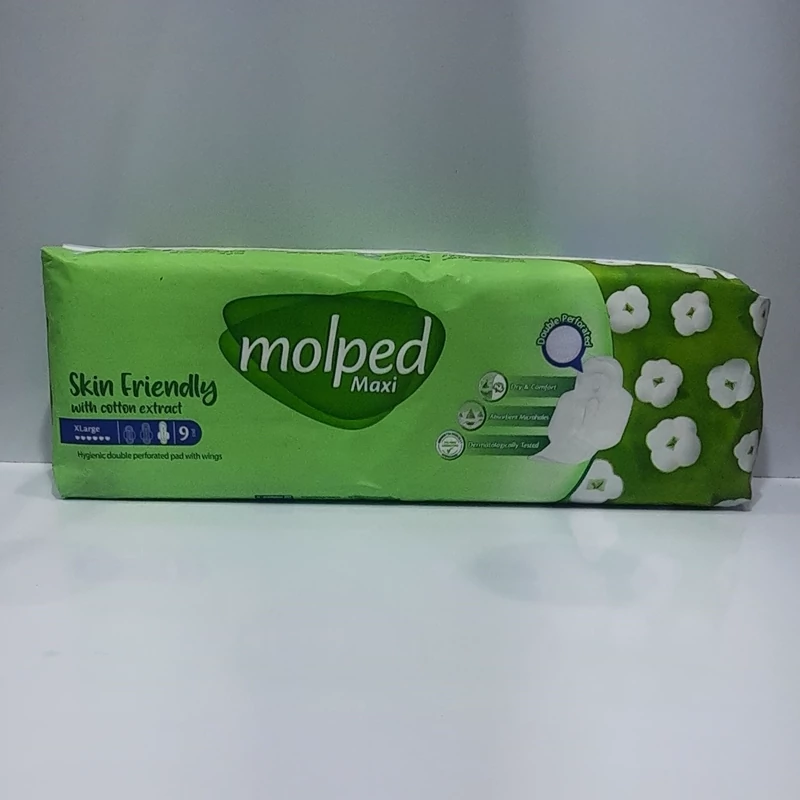 molped
Maxi
Skin Friendly
with cotton extract
XLarge
9
Hygienic double perforated pad with wings
Double Perforated
Dry & Comfort
Absorbent Microholes
Dermatologically Tested